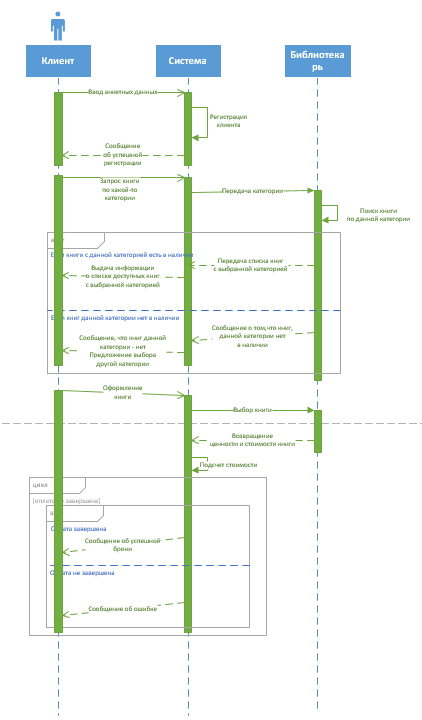 Клиент
Система
Библиотека
рь
Ввод анкетных данных
Регистрация
клиента
Сообщение
об успешной
регистрации
Запрос книги
по какой-то
категории
Передача категории
Поиск книги
по данной категории
книги с данной категорией есть в наличии
Передача списка книг
с выбранной категорией
Выдача информации
о списке доступных книг
с выбранной категорией
книг данной категории нет в наличии
Сообщение о том,что книг,
данной категории нет
в наличии
Сообщение, что книг данной
категории - нет
Предложение выбора
другой категории
Оформление
книги
Выбор книги
Возвращение
ценности и стоимости книги
Подсчет стоимости
цикл
[оплата не завершена]
Оплата завершена
Сообщение об успешной
брони
Оплата не завершена
Сообщение об ошибке